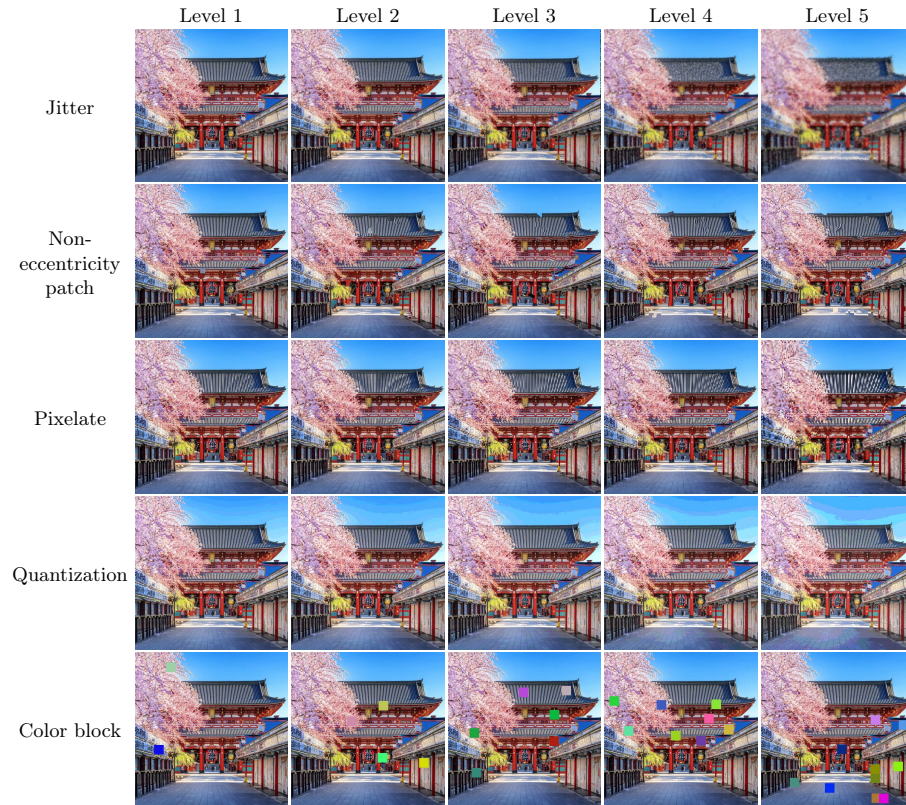 Level 1 Level 2 Level 3 Level 4 Level 5
Jitter
Non-
eccentricity
patch
Pixelate
Quantization
Color block